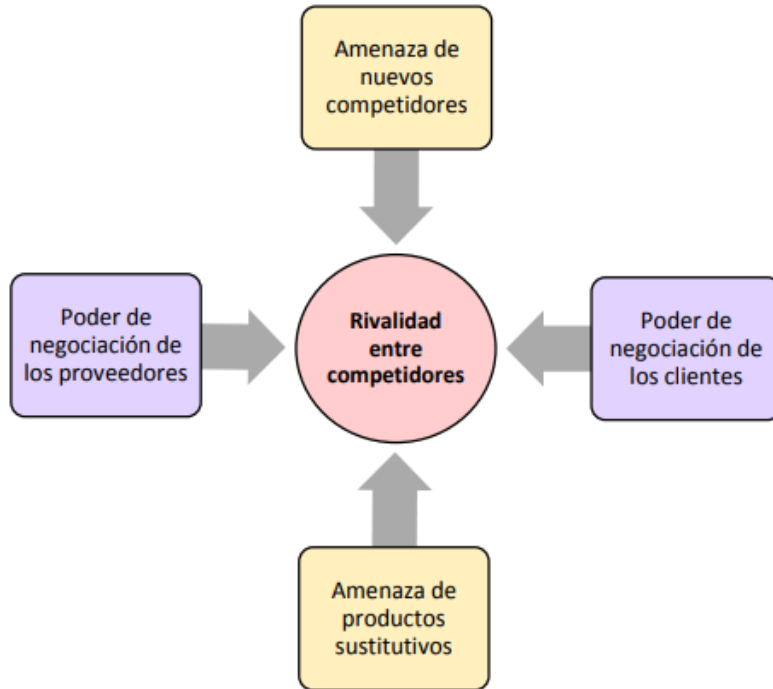 Amenaza de
nuevos
competidores
Poder de
negociación de
los proveedores
Rivalidad
entre
competidores
Poder de
negociación de
los clientes
Amenaza de
productos
sustitutivos